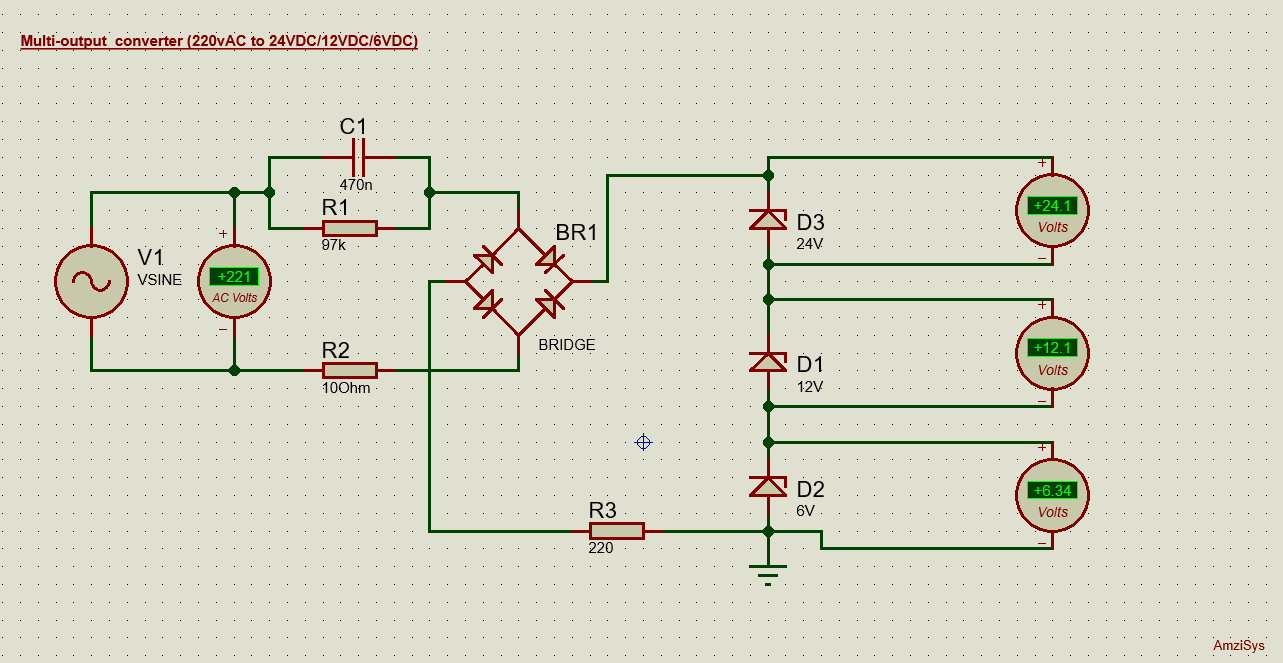 Multi-output converter (220vAC to 24VDC/12VDC/6VDC)
C1
470n
R1
97k
V1
VSINE
+
+221
AC Volts
−
BR1
BRIDGE
R2
10Ohm
R3
220
D3
24V
D1
12V
D2
6V
+
+24.1
Volts
−
+
+12.1
Volts
−
+
+6.34
Volts
−
AmziSys